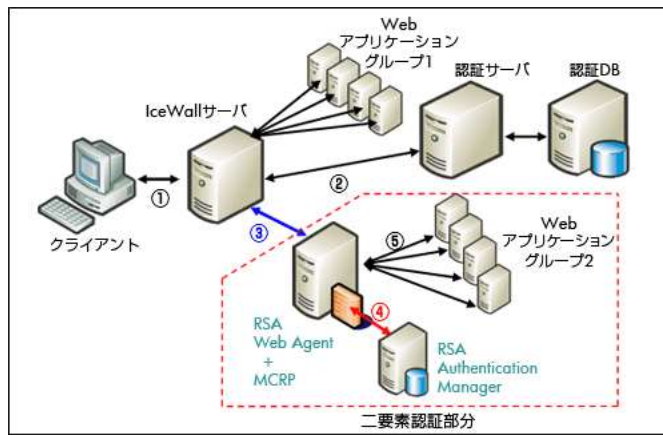 Web
アプリケーション
グループ1
認証サーバ
認証DB
IceWallサーバ
①
②
クライアント
③
⑤
Web
アプリケーション
グループ2
④
RSA
Web Agent
+
MCRP
RSA
Authentication
Manager
二要素認証部分